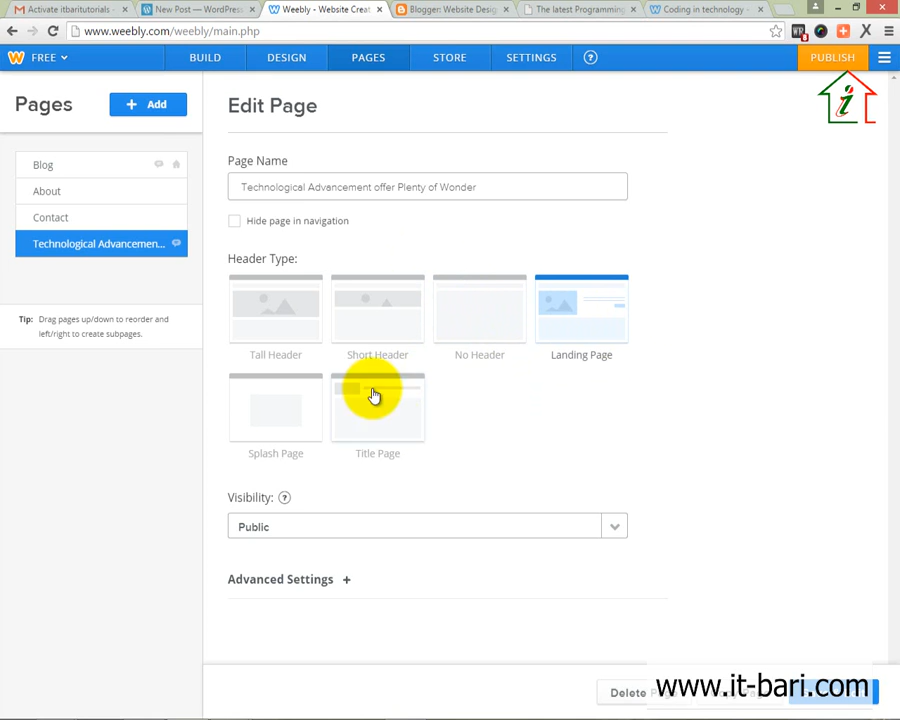 Activate itbaritutorials - it
New Post — WordPress
Weebly - Website Creat
Blogger: Website Desig
The latest Programming
Coding in technology -
www.weebly.com/weebly/main.php
FREE
BUILD
DESIGN
PAGES
STORE
SETTINGS
?
PUBLISH
Pages
+ Add
Edit Page
Blog
About
Contact
Technological Advancemen...
Tip: Drag pages up/down to reorder and
left/right to create subpages.
Page Name
Technological Advancement offer Plenty of Wonder
Hide page in navigation
Header Type:
Tall Header
Short Header
No Header
Landing Page
Splash Page
Title Page
Visibility: ?
Public
Advanced Settings +
Delete
www.it-bari.com